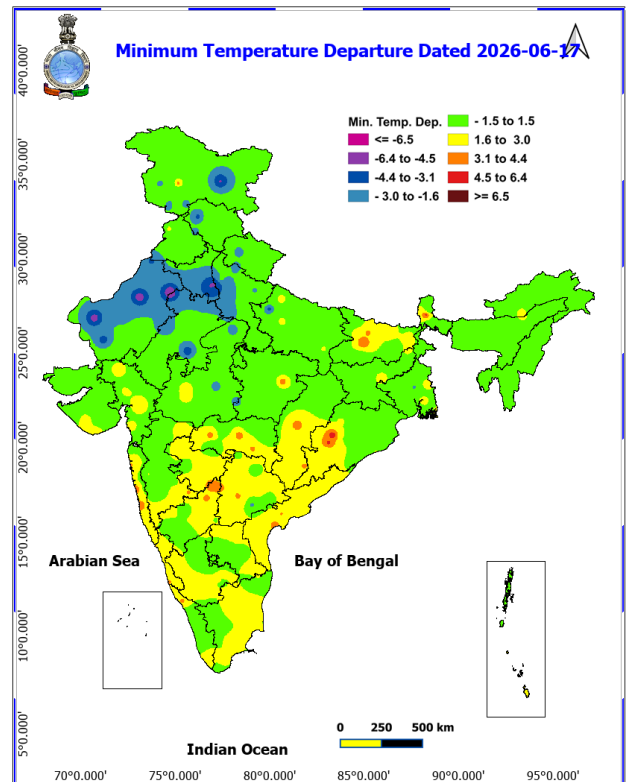 Minimum Temperature Departure Dated 2026-06-17
40°0.000'
Min. Temp. Dep.
<= -6.5
-6.4 to -4.5
-4.4 to -3.1
- 3.0 to -1.6
- 1.5 to 1.5
1.6 to 3.0
3.1 to 4.4
4.5 to 6.4
>= 6.5
35°0.000'
30°0.000'
25°0.000'
20°0.000'
15°0.000'
Arabian Sea
Bay of Bengal
10°0.000'
5°0.000'
0 250 500 km
Indian Ocean
70°0.000' 75°0.000' 80°0.000' 85°0.000' 90°0.000' 95°0.000'